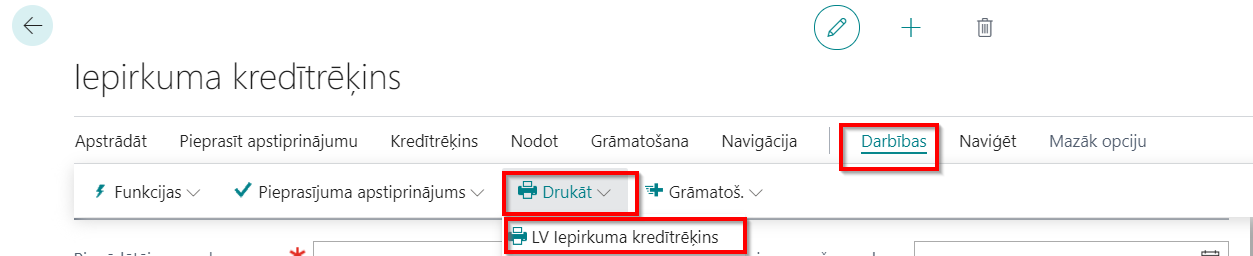 Iepirkuma kredītrēķins
Apstrādāt Pieprasīt apstiprinājumu Kredītrēķins Nodot Grāmatošana Navigācija Darbības Naviģēt Mazāk opciju
Funkcijas Pieprasījuma apstiprinājums Drukāt Grāmatoš.
LV Iepirkuma kredītrēķins